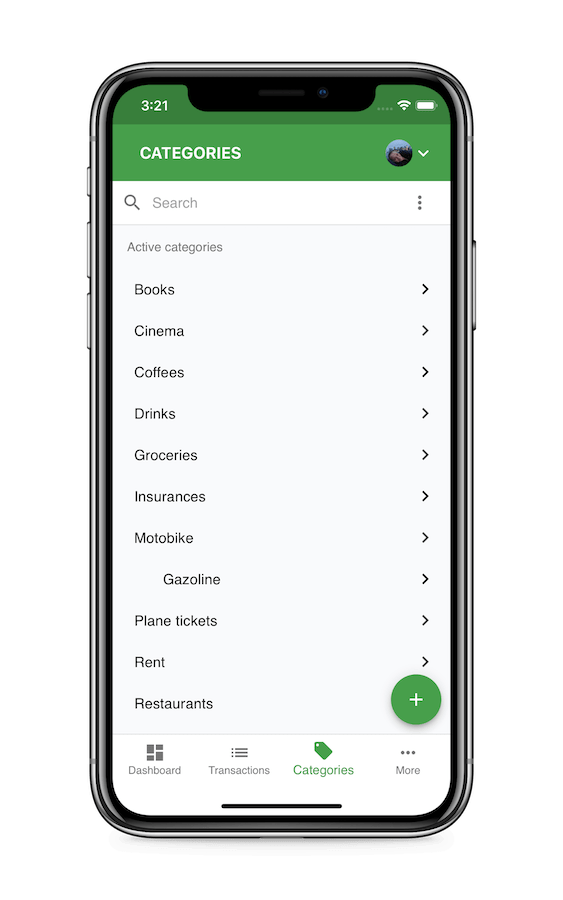 3:21
CATEGORIES
Search
Active categories
Books
Cinema
Coffees
Drinks
Groceries
Insurances
Motobike
Gazoline
Plane tickets
Rent
Restaurants
Dashboard
Transactions
Categories
More